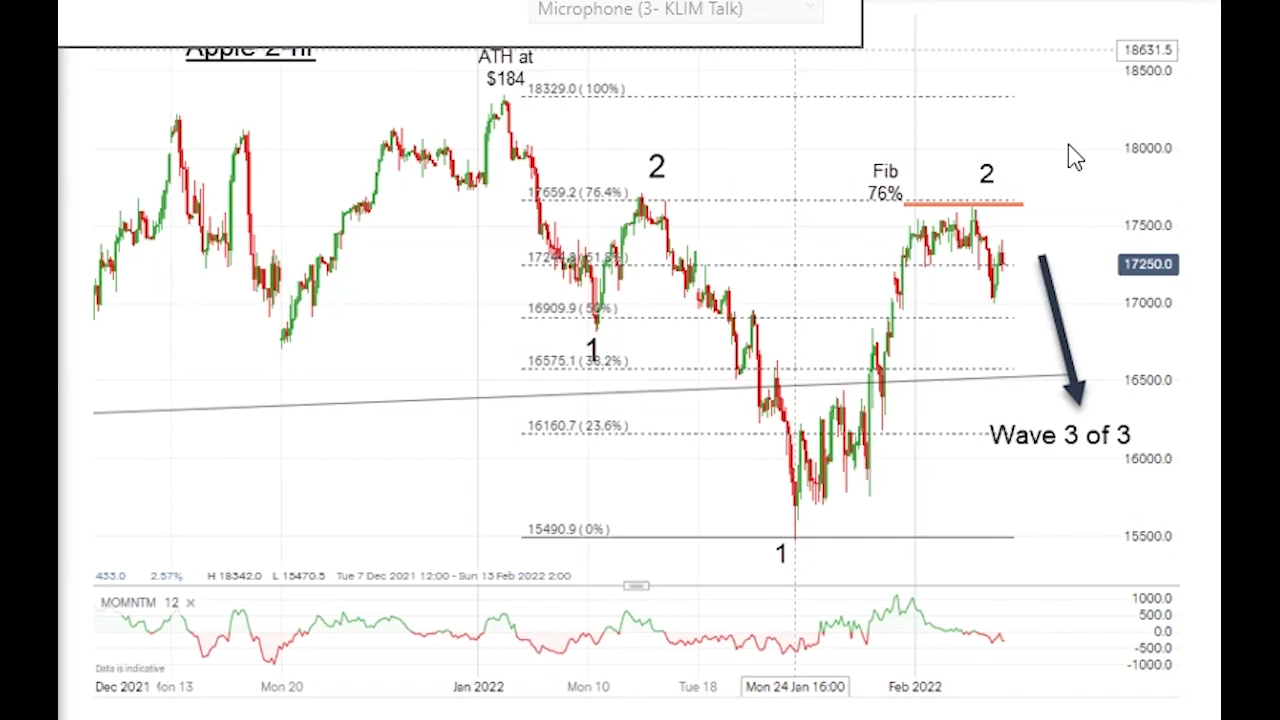 Microphone (3- KLIM Talk)
Apple 2-hr
ATH at
$184
18329.0 (100%)
2
17659.2 (76.4%)
Fib
76%
2
16909.9 (50%)
1
16575.1 (38.2%)
16160.7 (23.6%)
15490.9 (0%)
1
Wave 3 of 3
18631.5
18500.0
18000.0
17500.0
17250.0
17000.0
16500.0
16000.0
15500.0
433.0 2.57% H 18342.0 L 15470.5 Tue 7 Dec 2021 12:00 - Sun 13 Feb 2022 2:00
MOMNTM 12 ×
1000.0
500.0
0.0
-500.0
-1000.0
Data is indicative
Dec 2021 Mon 13 Mon 20 Jan 2022 Mon 10 Tue 18 Mon 24 Jan 16:00 Feb 2022